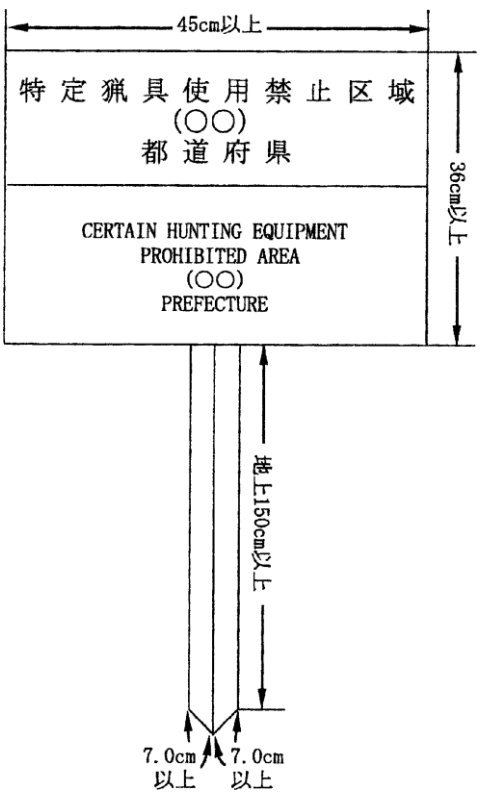 45cm以上
特定猟具使用禁止区域
(○○)
都道府県
36cm以上
CERTAIN HUNTING EQUIPMENT
PROHIBITED AREA
(○○)
PREFECTURE
地上150cm以上
7.0cm 7.0cm
以上 以上